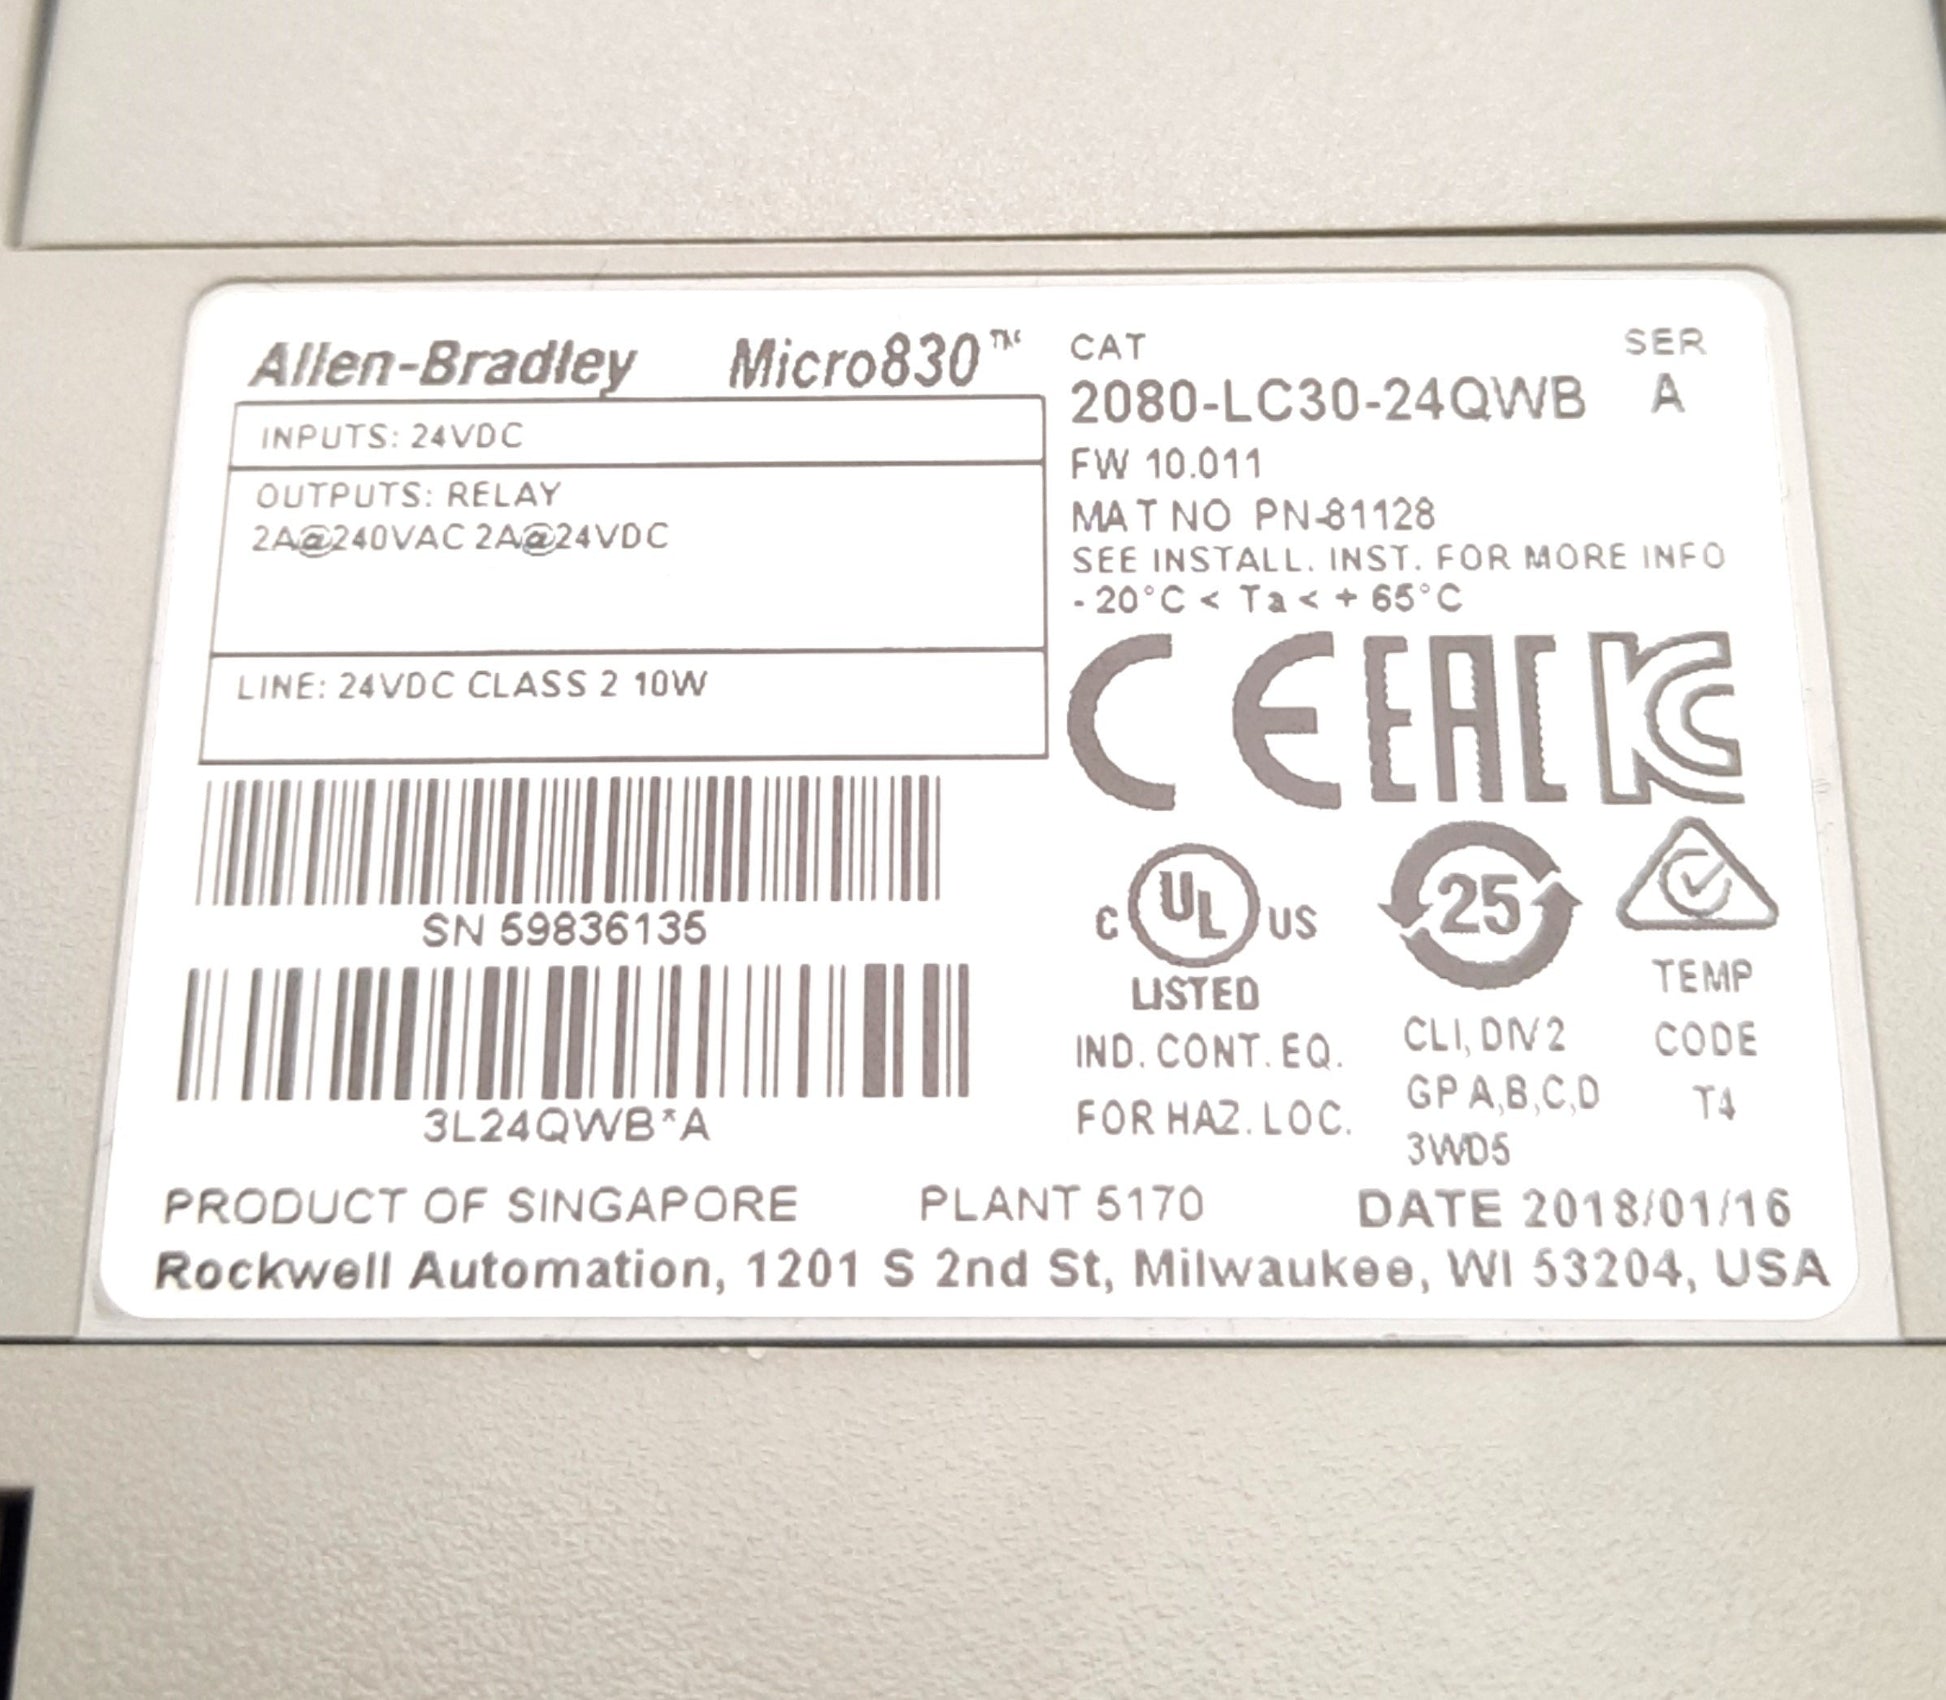 Allen-Bradley Micro830™
INPUTS: 24VDC
OUTPUTS: RELAY
2A@240VAC 2A@24VDC
LINE: 24VDC CLASS 2 10W
SN 59836135
3L24QWB*A
CAT SER
2080-LC30-24QWB A
FW 10.011
MAT NO PN-81128
SEE INSTALL. INST. FOR MORE INFO
-20°C < Ta < + 65°C
CE EAC KC
C UL US
LISTED
IND. CONT. EQ.
FOR HAZ. LOC.
25
CLI, DIV 2
GP A,B,C,D
3WD5
TEMP
CODE
T4
PRODUCT OF SINGAPORE PLANT 5170 DATE 2018/01/16
Rockwell Automation, 1201 S 2nd St, Milwaukee, WI 53204, USA